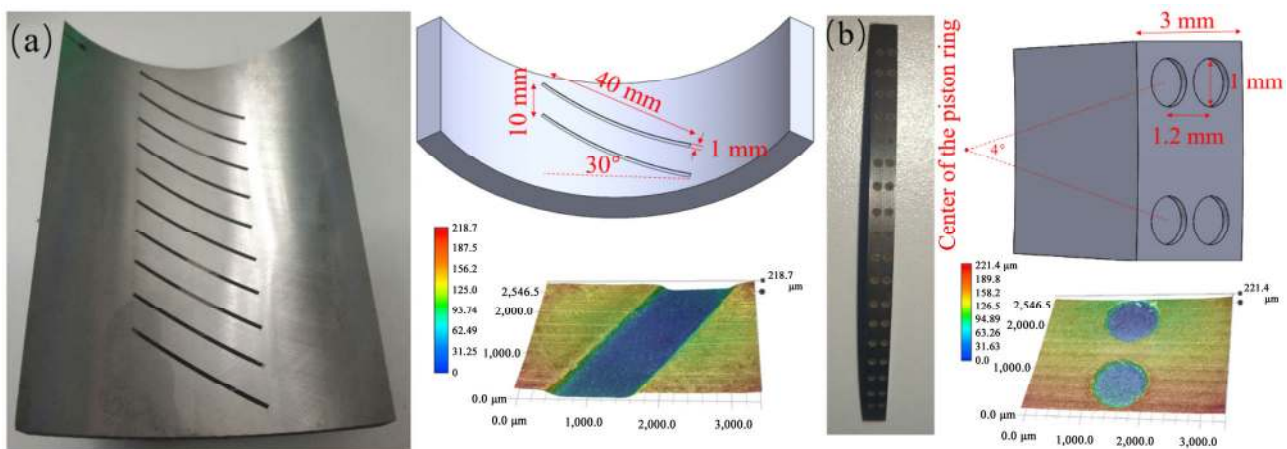 (a)
40 mm
10 mm
1 mm
30°
218.7
187.5
156.2
125.0
93.74
62.49
31.25
0
218.7
μm
2,546.5
2,000.0
1,000.0
0.0 μm
0.0 μm
1,000.0
2,000.0
3,000.0
(b)
Center of the piston ring
3 mm
1 mm
1.2 mm
4°
221.4 μm
189.8
158.2
126.5
94.89
63.26
31.63
0.0
221.4
μm
2,546.5
2,000.0
1,000.0
0.0
0.0 μm
1,000.0
2,000.0
3,000.0